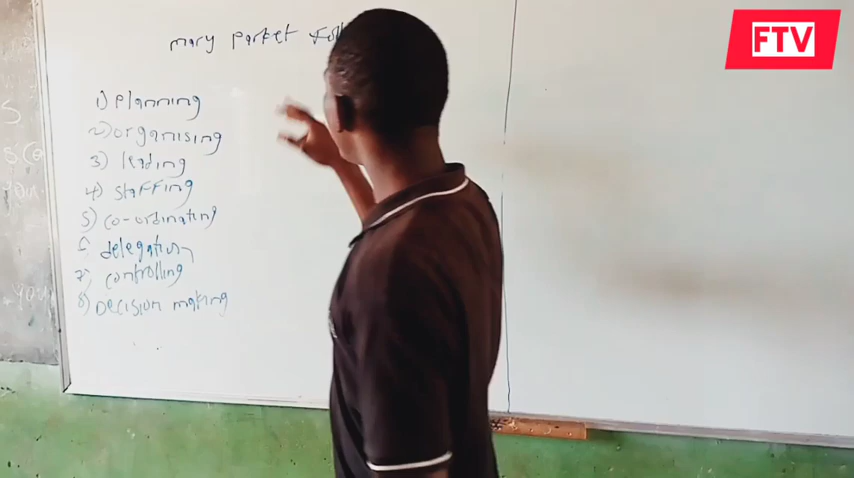 mary parket Foll
FTV
1) Planning
2) organising
3) leading
4) staffing
5) co-ordinating
6, delegation
7, controlling
8) Decision making